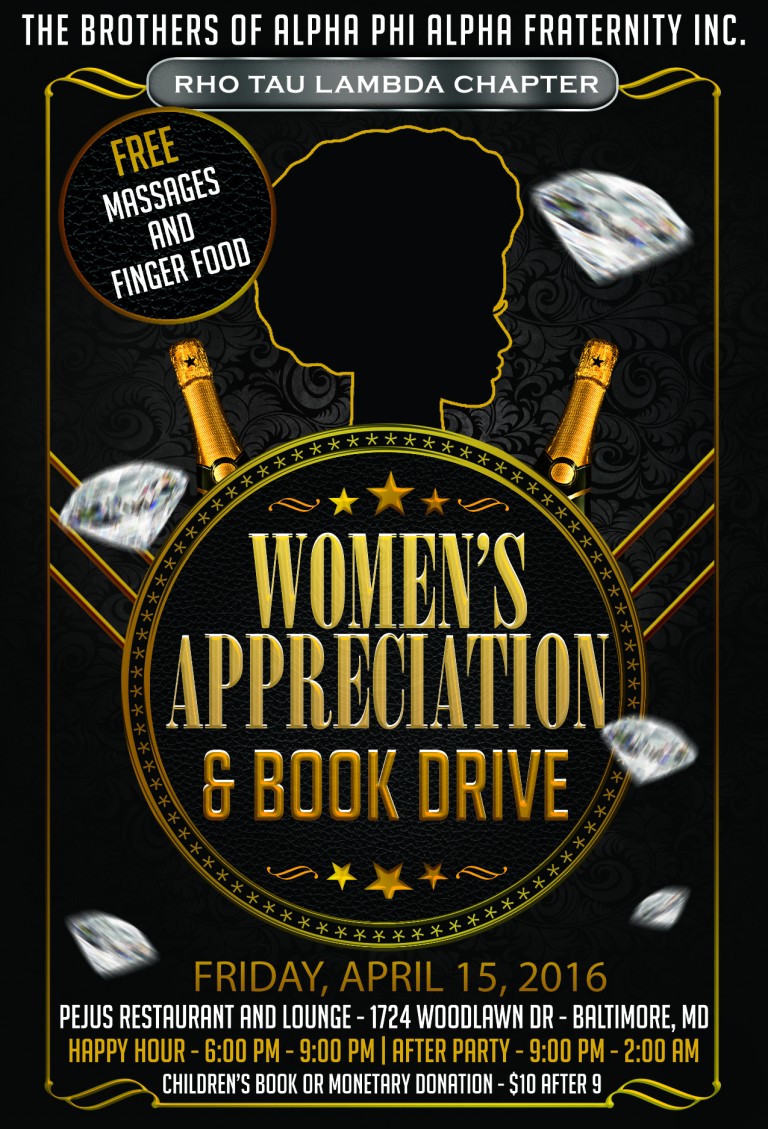 THE BROTHERS OF ALPHA PHI ALPHA FRATERNITY INC.
RHO TAU LAMBDA CHAPTER
FREE
MASSAGES
AND
FINGER FOOD
WOMEN'S
APPRECIATION
& BOOK DRIVE
FRIDAY, APRIL 15, 2016
PEJUS RESTAURANT AND LOUNGE - 1724 WOODLAWN DR - BALTIMORE, MD
HAPPY HOUR - 6:00 PM - 9:00 PM | AFTER PARTY - 9:00 PM - 2:00 AM
CHILDREN'S BOOK OR MONETARY DONATION - $10 AFTER 9